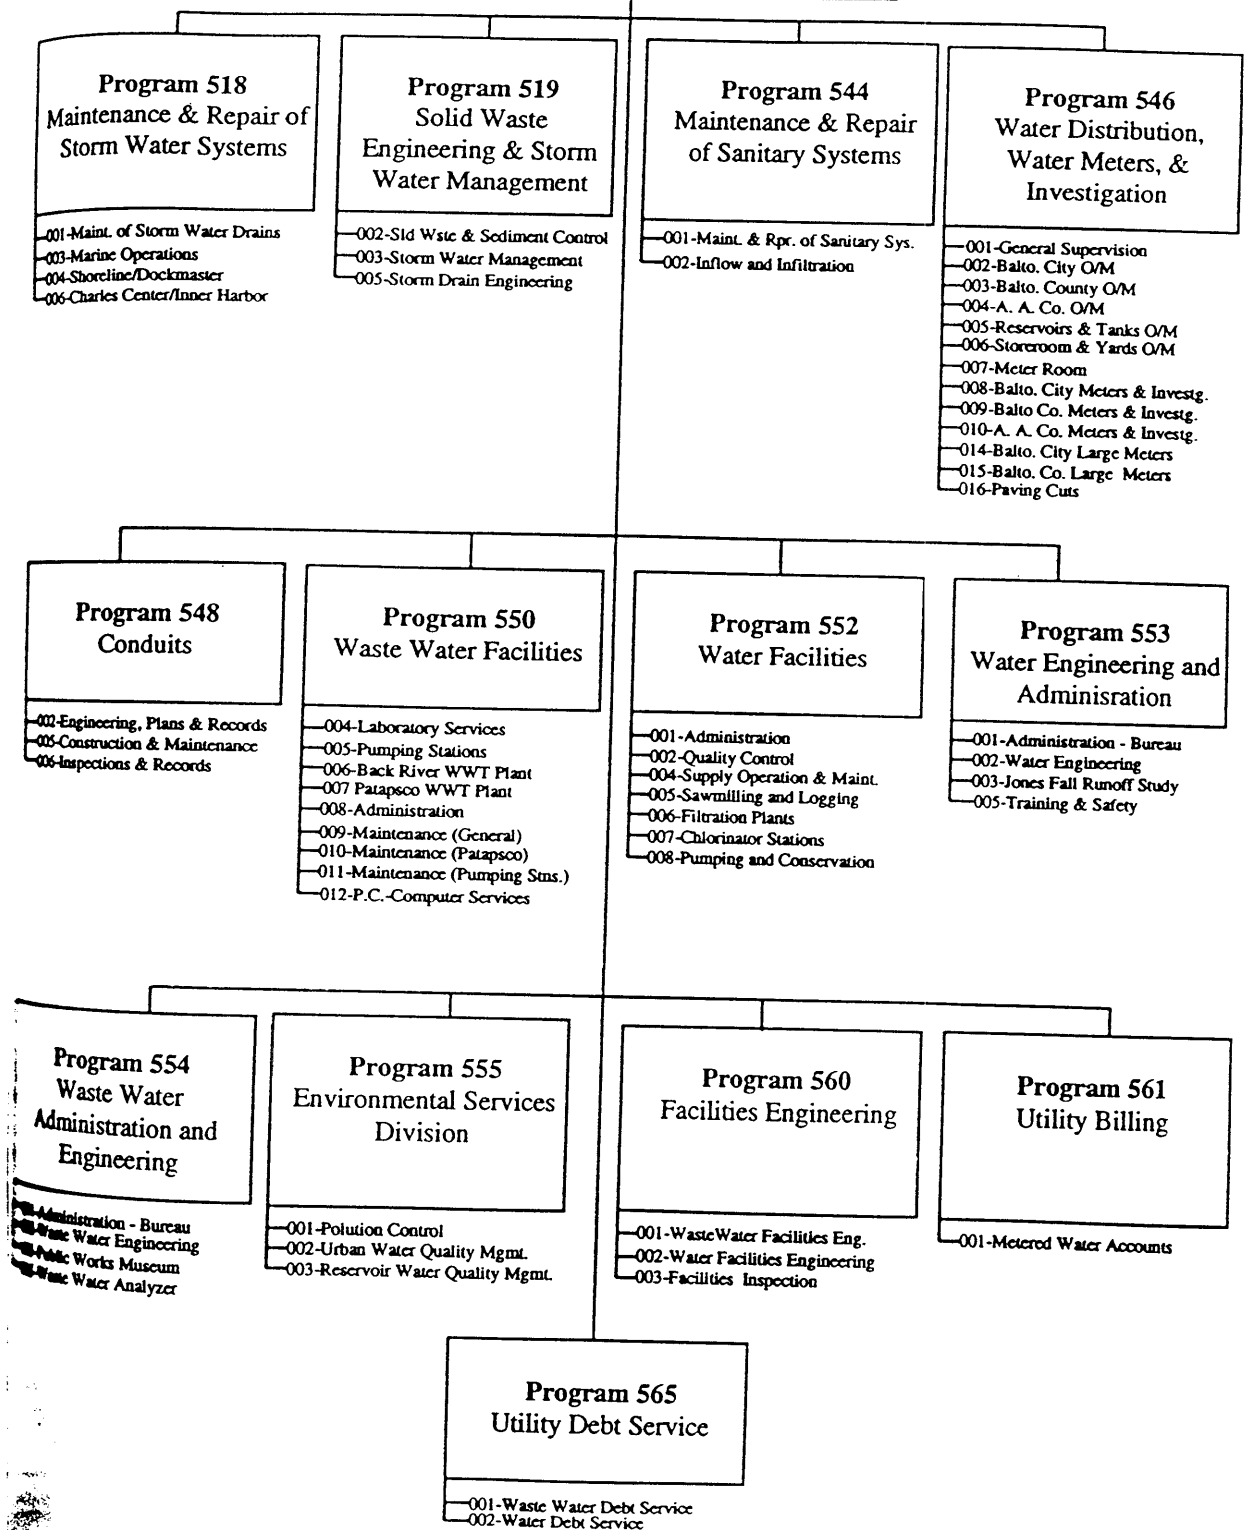 Program 518
Maintenance & Repair of
Storm Water Systems
001-Maint. of Storm Water Drains
003-Marine Operations
004-Shoreline/Dockmaster
006-Charles Center/Inner Harbor
Program 519
Solid Waste
Engineering & Storm
Water Management
002-Sld Wste & Sediment Control
003-Storm Water Management
005-Storm Drain Engineering
Program 544
Maintenance & Repair
of Sanitary Systems
001-Maint. & Rpr. of Sanitary Sys.
002-Inflow and Infiltration
Program 546
Water Distribution,
Water Meters, &
Investigation
001-General Supervision
002-Balto. City O/M
003-Balto. County O/M
004-A. A. Co. O/M
005-Reservoirs & Tanks O/M
006-Storeroom & Yards O/M
007-Meter Room
008-Balto. City Meters & Investg.
009-Balto Co. Meters & Investg.
010-A. A. Co. Meters & Investg.
014-Balto. City Large Meters
015-Balto. Co. Large Meters
016-Paving Cuts
Program 548
Conduits
002-Engineering, Plans & Records
005-Construction & Maintenance
006-Inspections & Records
Program 550
Waste Water Facilities
004-Laboratory Services
005-Pumping Stations
006-Back River WWT Plant
007 Patapsco WWT Plant
008-Administration
009-Maintenance (General)
010-Maintenance (Patapsco)
011-Maintenance (Pumping Stns.)
012-P.C.-Computer Services
Program 552
Water Facilities
001-Administration
002-Quality Control
004-Supply Operation & Maint.
005-Sawmilling and Logging
006-Filtration Plants
007-Chlorinator Stations
008-Pumping and Conservation
Program 553
Water Engineering and
Adminisration
001-Administration - Bureau
002-Water Engineering
003-Jones Fall Runoff Study
005-Training & Safety
Program 554
Waste Water
Administration and
Engineering
Administration - Bureau
Waste Water Engineering
Public Works Museum
Waste Water Analyzer
Program 555
Environmental Services
Division
001-Polution Control
002-Urban Water Quality Mgmt.
003-Reservoir Water Quality Mgmt.
Program 560
Facilities Engineering
001-WasteWater Facilities Eng.
002-Water Facilities Engineering
003-Facilities Inspection
Program 561
Utility Billing
001-Metered Water Accounts
Program 565
Utility Debt Service
001-Waste Water Debt Service
002-Water Debt Service